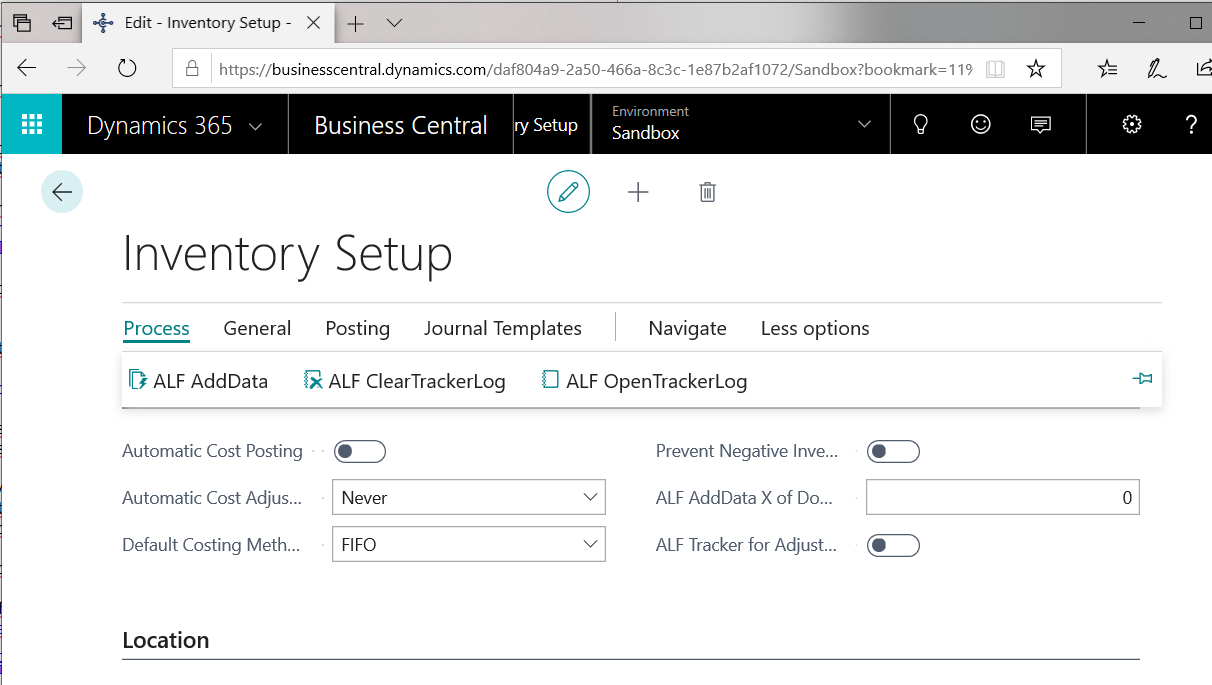 Edit - Inventory Setup -
https://businesscentral.dynamics.com/daf804a9-2a50-466a-8c3c-1e87b2af1072/Sandbox?bookmark=119
Dynamics 365
Business Central
ry Setup
Environment
Sandbox
?
Inventory Setup
Process General Posting Journal Templates Navigate Less options
ALF AddData ALF ClearTrackerLog ALF OpenTrackerLog
Automatic Cost Posting
Prevent Negative Inve...
Automatic Cost Adjus... Never
ALF AddData X of Do... 0
Default Costing Meth... FIFO
ALF Tracker for Adjust...
Location